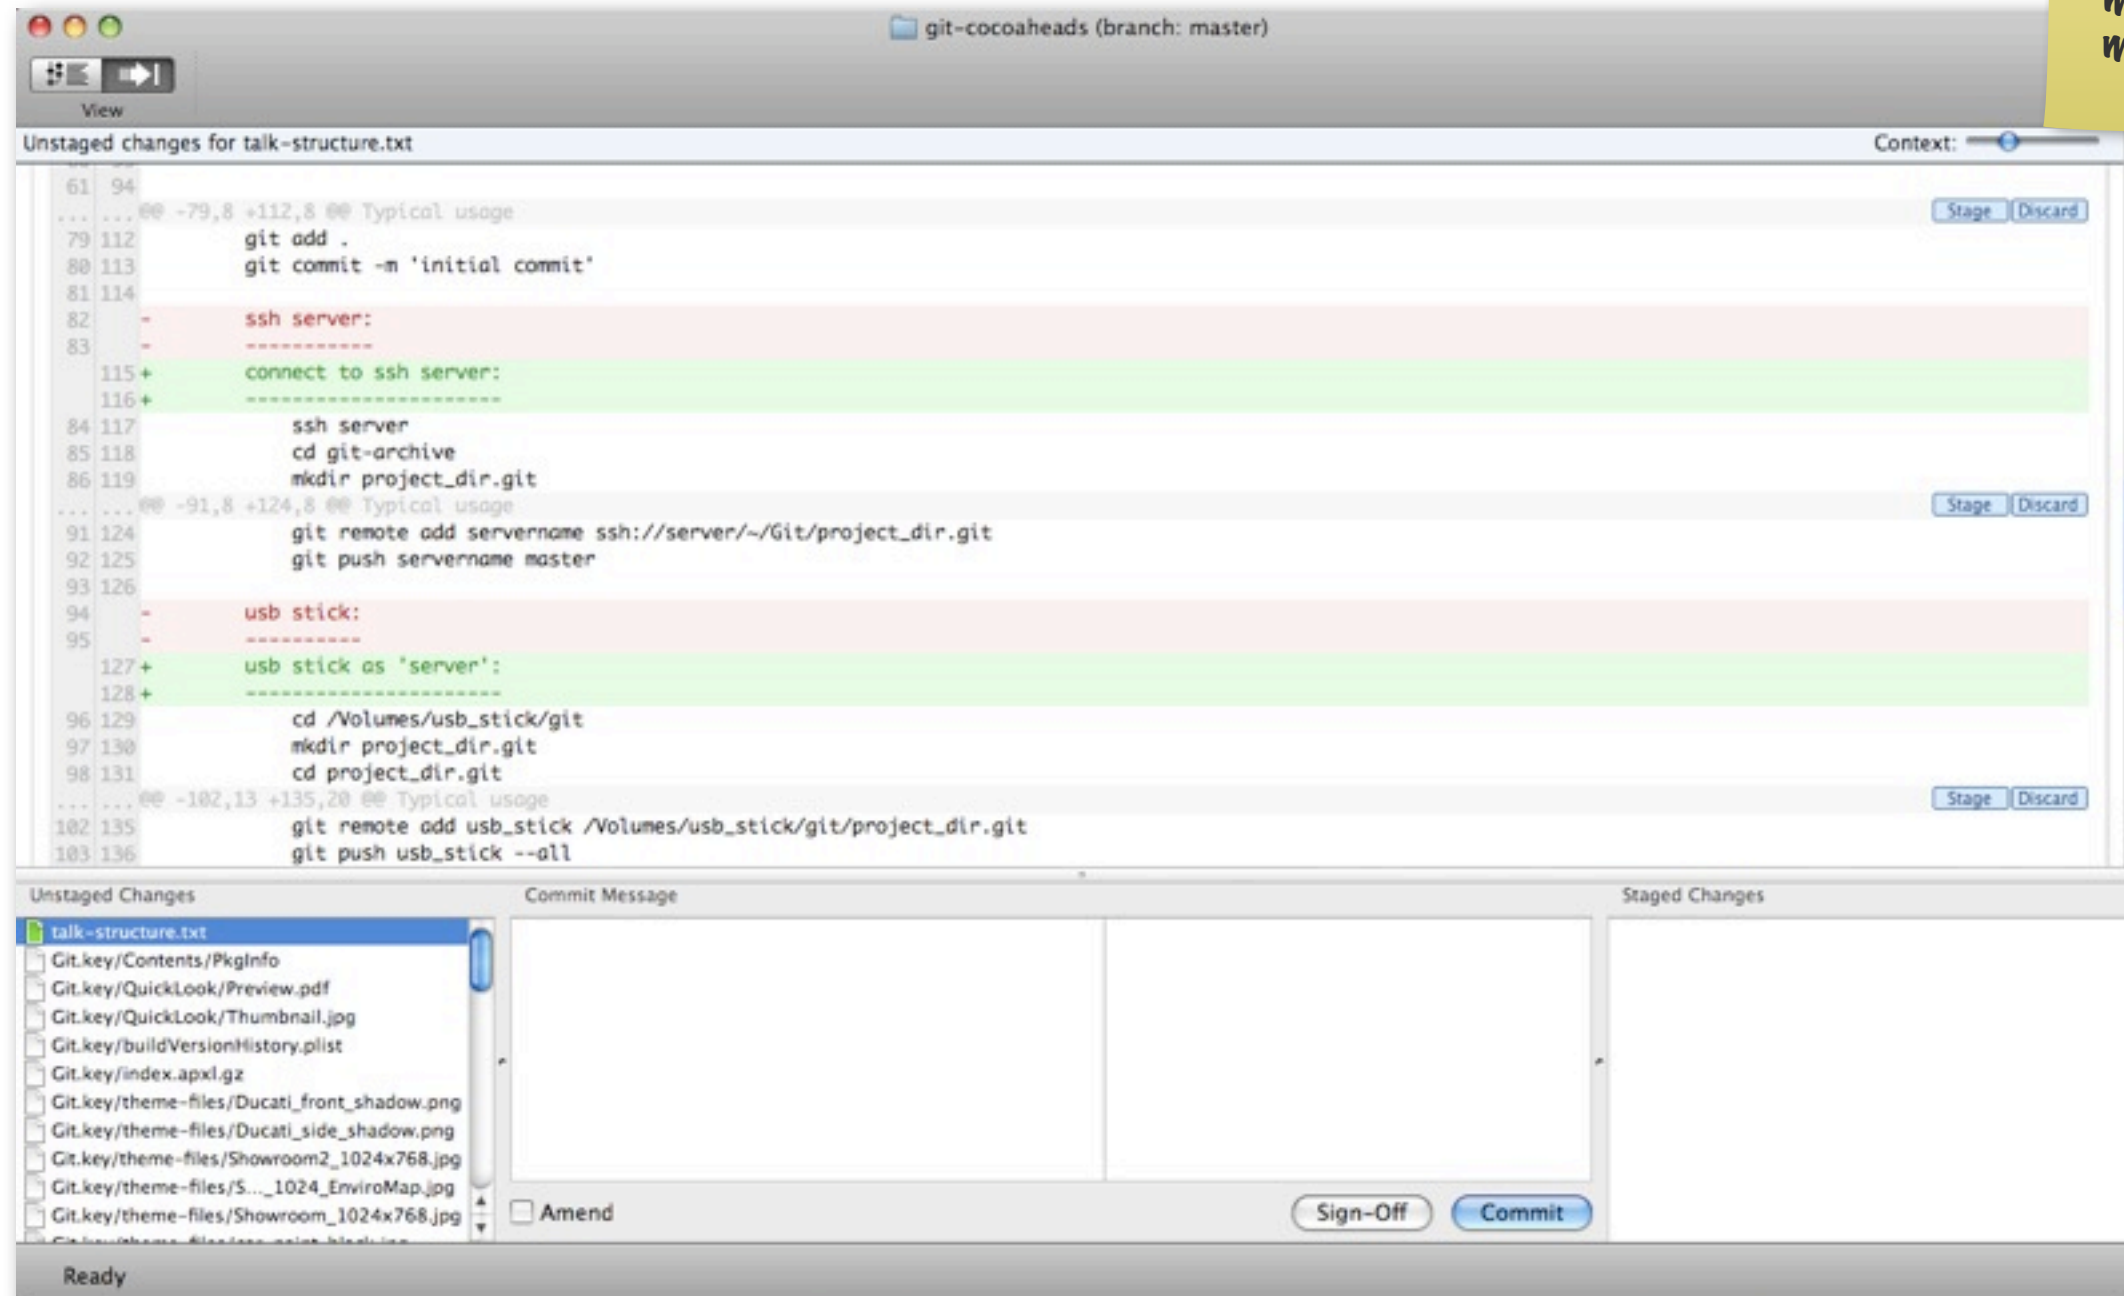 git-cocoaheads (branch: master)
View
Unstaged changes for talk-structure.txt
Context:
61 94
... ... @@ -79,8 +112,8 @@ Typical usage
Stage Discard
79 112 git add .
80 113 git commit -m 'initial commit'
81 114
82 - ssh server:
83 - -----------
115 + connect to ssh server:
116 + ----------------------
84 117 ssh server
85 118 cd git-archive
86 119 mkdir project_dir.git
... ... @@ -91,8 +124,8 @@ Typical usage
Stage Discard
91 124 git remote add servername ssh://server/~/Git/project_dir.git
92 125 git push servername master
93 126
94 - usb stick:
95 - ----------
127 + usb stick as 'server':
128 + ----------------------
96 129 cd /Volumes/usb_stick/git
97 130 mkdir project_dir.git
98 131 cd project_dir.git
... ... @@ -102,13 +135,20 @@ Typical usage
Stage Discard
102 135 git remote add usb_stick /Volumes/usb_stick/git/project_dir.git
103 136 git push usb_stick --all
Unstaged Changes
talk-structure.txt
Git.key/Contents/PkgInfo
Git.key/QuickLook/Preview.pdf
Git.key/QuickLook/Thumbnail.jpg
Git.key/buildVersionHistory.plist
Git.key/index.apxl.gz
Git.key/theme-files/Ducati_front_shadow.png
Git.key/theme-files/Ducati_side_shadow.png
Git.key/theme-files/Showroom2_1024x768.jpg
Git.key/theme-files/S..._1024_EnviroMap.jpg
Git.key/theme-files/Showroom_1024x768.jpg
Commit Message
Amend
Sign-Off
Commit
Staged Changes
Ready